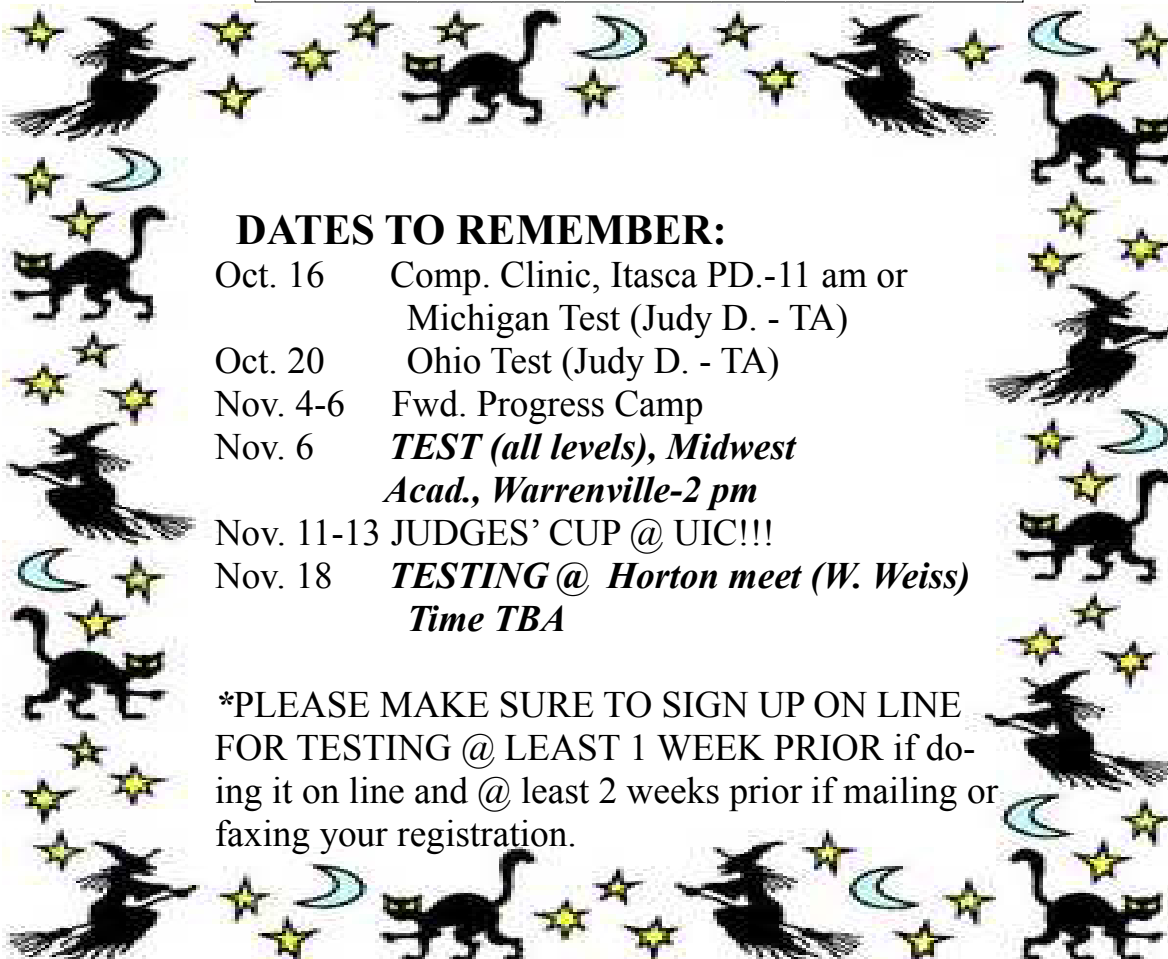 DATES TO REMEMBER:
Oct. 16 Comp. Clinic, Itasca PD.-11 am or
Michigan Test (Judy D. - TA)
Oct. 20 Ohio Test (Judy D. - TA)
Nov. 4-6 Fwd. Progress Camp
Nov. 6 TEST (all levels), Midwest
Acad., Warrenville-2 pm
Nov. 11-13 JUDGES’ CUP @ UIC!!!
Nov. 18 TESTING @ Horton meet (W. Weiss)
Time TBA
*PLEASE MAKE SURE TO SIGN UP ON LINE
FOR TESTING @ LEAST 1 WEEK PRIOR if do-
ing it on line and @ least 2 weeks prior if mailing or
faxing your registration.